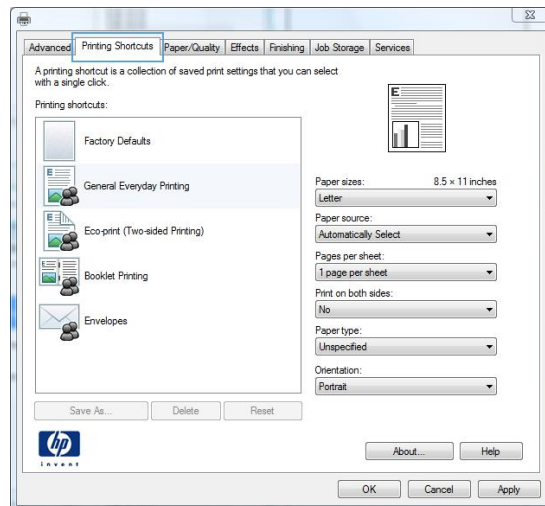 Advanced Printing Shortcuts Paper/Quality Effects Finishing Job Storage Services
A printing shortcut is a collection of saved print settings that you can select
with a single click.
Printing shortcuts:
Factory Defaults
General Everyday Printing
Eco-print (Two-sided Printing)
Booklet Printing
Envelopes
E
Paper sizes: 8.5 × 11 inches
Letter
Paper source:
Automatically Select
Pages per sheet:
1 page per sheet
Print on both sides:
No
Paper type:
Unspecified
Orientation:
Portrait
Save As... Delete Reset
hp
invent
About... Help
OK Cancel Apply